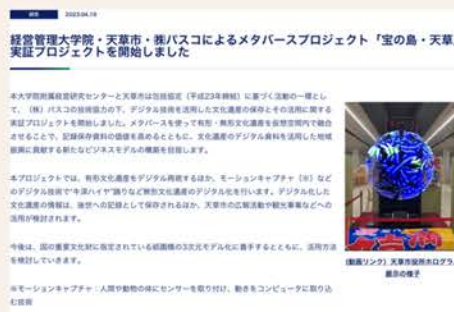 研究
2023.04.19
経営管理大学院・天草市・㈱パスコによるメタバースプロジェクト「宝の島・天草
実証プロジェクトを開始しました
本大学院附属経営研究センターと天草市は包括協定（平成23年締結）に基づく活動の一環とし
て、（株）パスコの技術協力の下、デジタル技術を活用した文化遺産の保存とその活用に関する
実証プロジェクトを開始しました。メタバースを使って有形・無形文化遺産を仮想空間内で融合
させることで、記録保存資料の価値を高めるとともに、文化遺産のデジタル資料を活用した地域
振興に貢献する新たなビジネスモデルの構築を目指します。
本プロジェクトでは、有形文化遺産をデジタル再現するほか、モーションキャプチャ（※）など
のデジタル技術で“牛深ハイヤ”踊りなど無形文化遺産のデジタル化を行います。デジタル化した
文化遺産の情報は、後世への記録として保存されるほか、天草市の広報活動や観光事業などへの
活用が検討されます。
今後は、国の重要文化財に指定されている祇園橋の3次元モデル化に着手するとともに、活用方法
を検討していきます。
※モーションキャプチャ：人間や動物の体にセンサーを取り付け、動きをコンピュータに取り込
む技術
(動画リンク) 天草市役所ホログラ
展示の様子